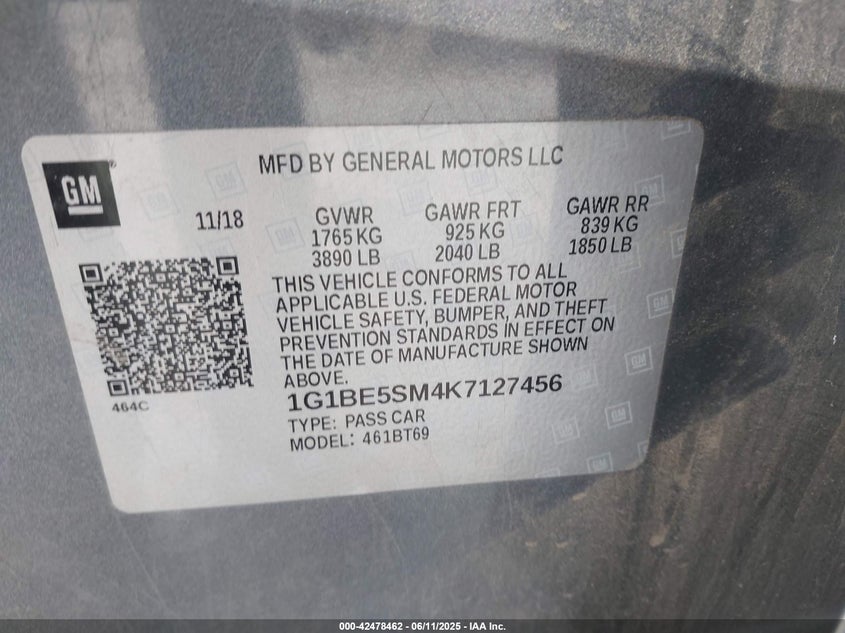 GM
MFD BY GENERAL MOTORS LLC
11/18
GVWR
1765 KG
3890 LB
GAWR FRT
925 KG
2040 LB
GAWR RR
839 KG
1850 LB
THIS VEHICLE CONFORMS TO ALL
APPLICABLE U.S. FEDERAL MOTOR
VEHICLE SAFETY, BUMPER, AND THEFT
PREVENTION STANDARDS IN EFFECT ON
THE DATE OF MANUFACTURE SHOWN
ABOVE.
464C
1G1BE5SM4K7127456
TYPE: PASS CAR
MODEL: 461BT69
000-42478462 - 06/11/2025 - IAA Inc.